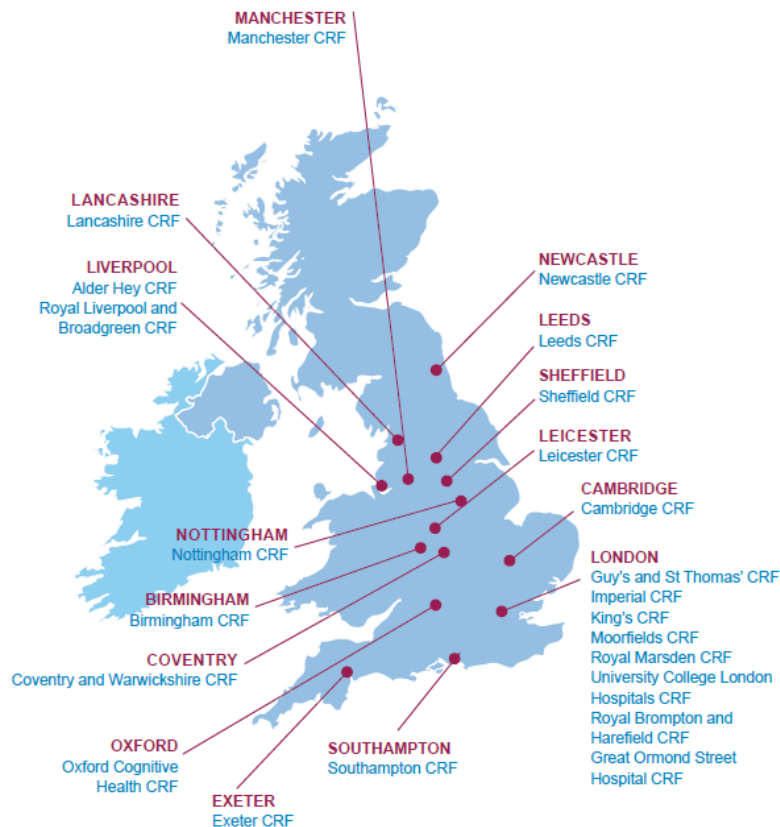 MANCHESTER
Manchester CRF
LANCASHIRE
Lancashire CRF
LIVERPOOL
Alder Hey CRF
Royal Liverpool and
Broadgreen CRF
NEWCASTLE
Newcastle CRF
LEEDS
Leeds CRF
SHEFFIELD
Sheffield CRF
LEICESTER
Leicester CRF
CAMBRIDGE
Cambridge CRF
NOTTINGHAM
Nottingham CRF
LONDON
Guy's and St Thomas' CRF
Imperial CRF
King's CRF
Moorfields CRF
Royal Marsden CRF
University College London
Hospitals CRF
Royal Brompton and
Harefield CRF
Great Ormond Street
Hospital CRF
BIRMINGHAM
Birmingham CRF
COVENTRY
Coventry and Warwickshire CRF
OXFORD
Oxford Cognitive
Health CRF
SOUTHAMPTON
Southampton CRF
EXETER
Exeter CRF